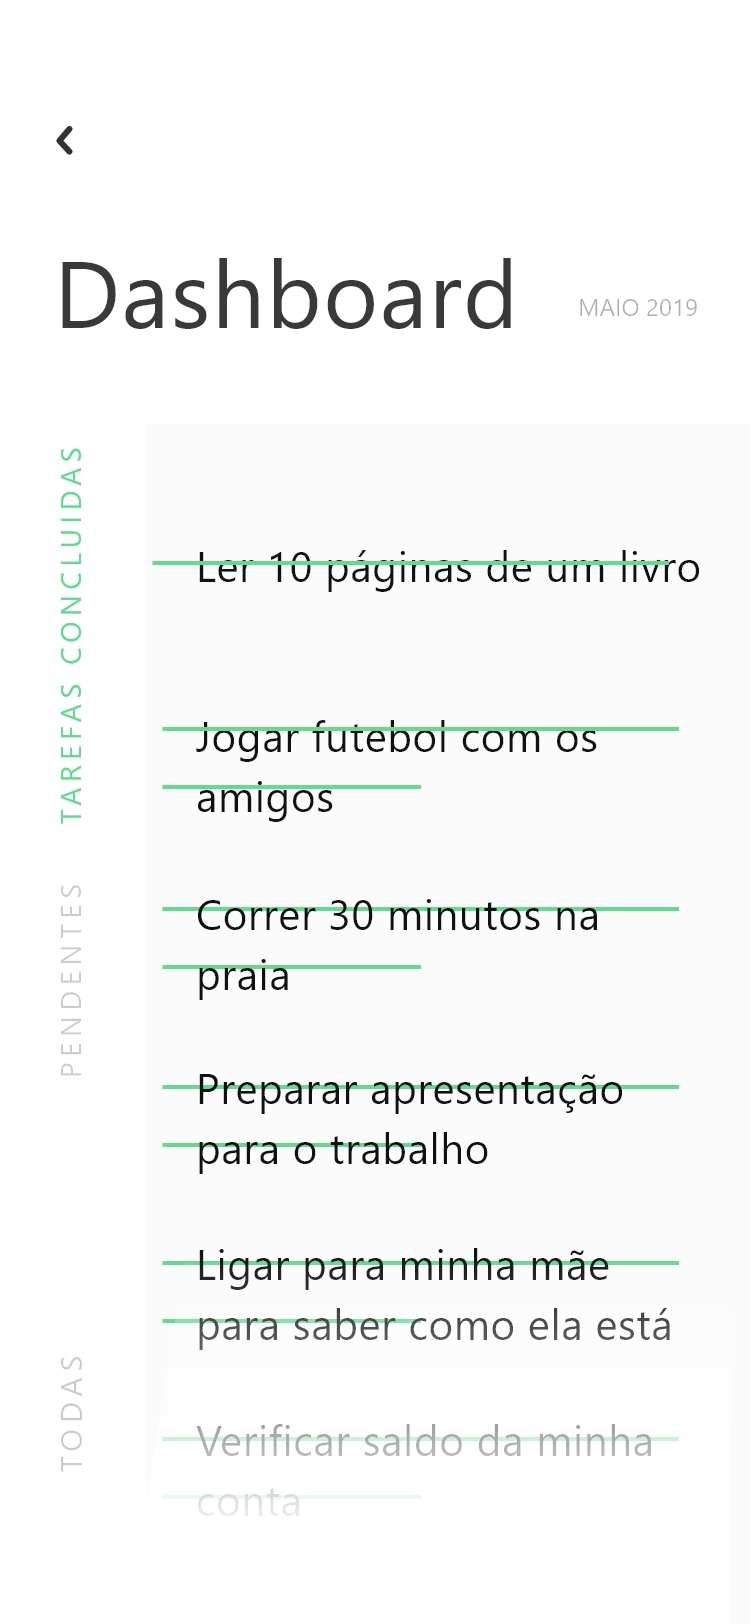 Dashboard
MAIO 2019
TAREFAS CONCLUIDAS
PENDENTES
TODAS
Ler 10 páginas de um livro
Jogar futebol com os
amigos
Correr 30 minutos na
praia
Preparar apresentação
para o trabalho
Ligar para minha mãe
para saber como ela está
Verificar saldo da minha
conta